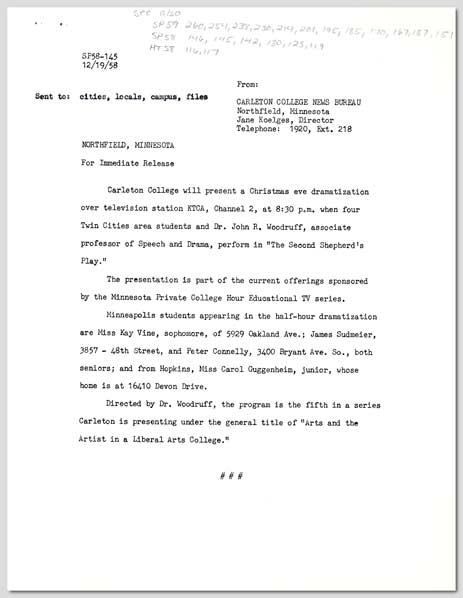 see also
SP59 260, 254, 238, 230, 214, 201, 195, 185, 170, 167, 157, 151
SP58 146, 145, 142, 130, 123, 119
HT58 116, 117
SP58-145
12/19/58
From:
Sent to: cities, locals, campus, files
CARLETON COLLEGE NEWS BUREAU
Northfield, Minnesota
Jane Koelges, Director
Telephone: 1920, Ext. 218
NORTHFIELD, MINNESOTA
For Immediate Release
Carleton College will present a Christmas eve dramatization
over television station KTCA, Channel 2, at 8:30 p.m. when four
Twin Cities area students and Dr. John R. Woodruff, associate
professor of Speech and Drama, perform in "The Second Shepherd's
Play."
The presentation is part of the current offerings sponsored
by the Minnesota Private College Hour Educational TV series.
Minneapolis students appearing in the half-hour dramatization
are Miss Kay Vine, sophomore, of 5929 Oakland Ave.; James Sudmeier,
3857 - 48th Street, and Peter Connelly, 3400 Bryant Ave. So., both
seniors; and from Hopkins, Miss Carol Guggenheim, junior, whose
home is at 16410 Devon Drive.
Directed by Dr. Woodruff, the program is the fifth in a series
Carleton is presenting under the general title of "Arts and the
Artist in a Liberal Arts College."
# # #